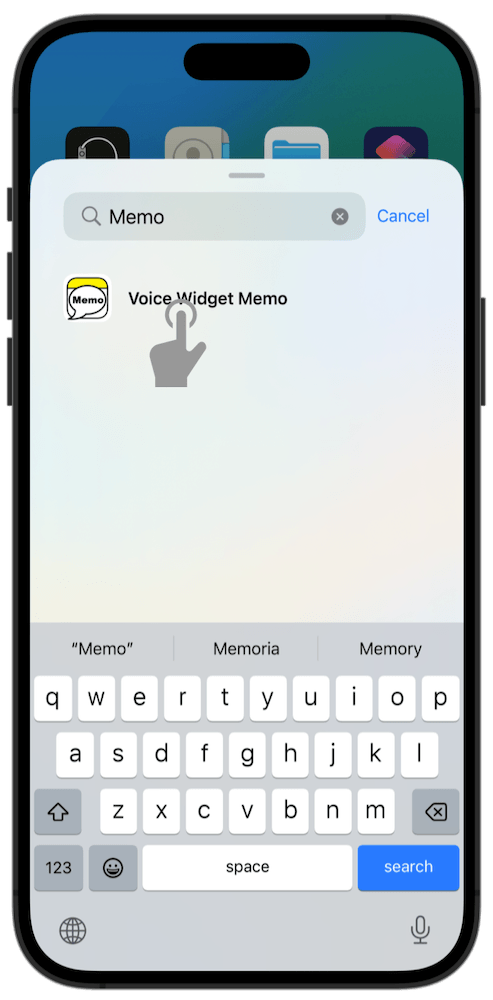 Memo
Cancel
Memo
Voice Widget Memo
“Memo”
Memoria
Memory
q w e r t y u i o p
a s d f g h j k l
z x c v b n m
123
space
search